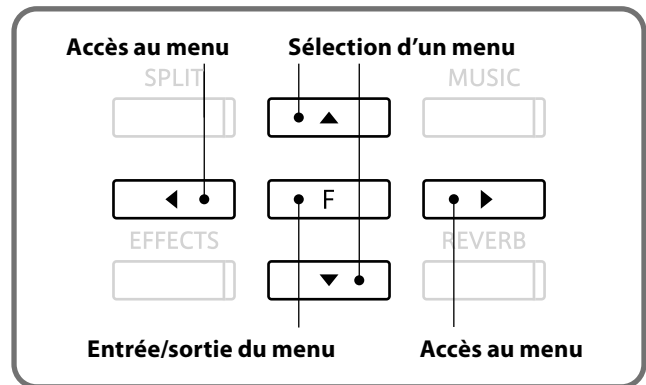 Accès au menu Sélection d’un menu
SPLIT MUSIC
F
EFFECTS REVERB
Entrée/sortie du menu Accès au menu